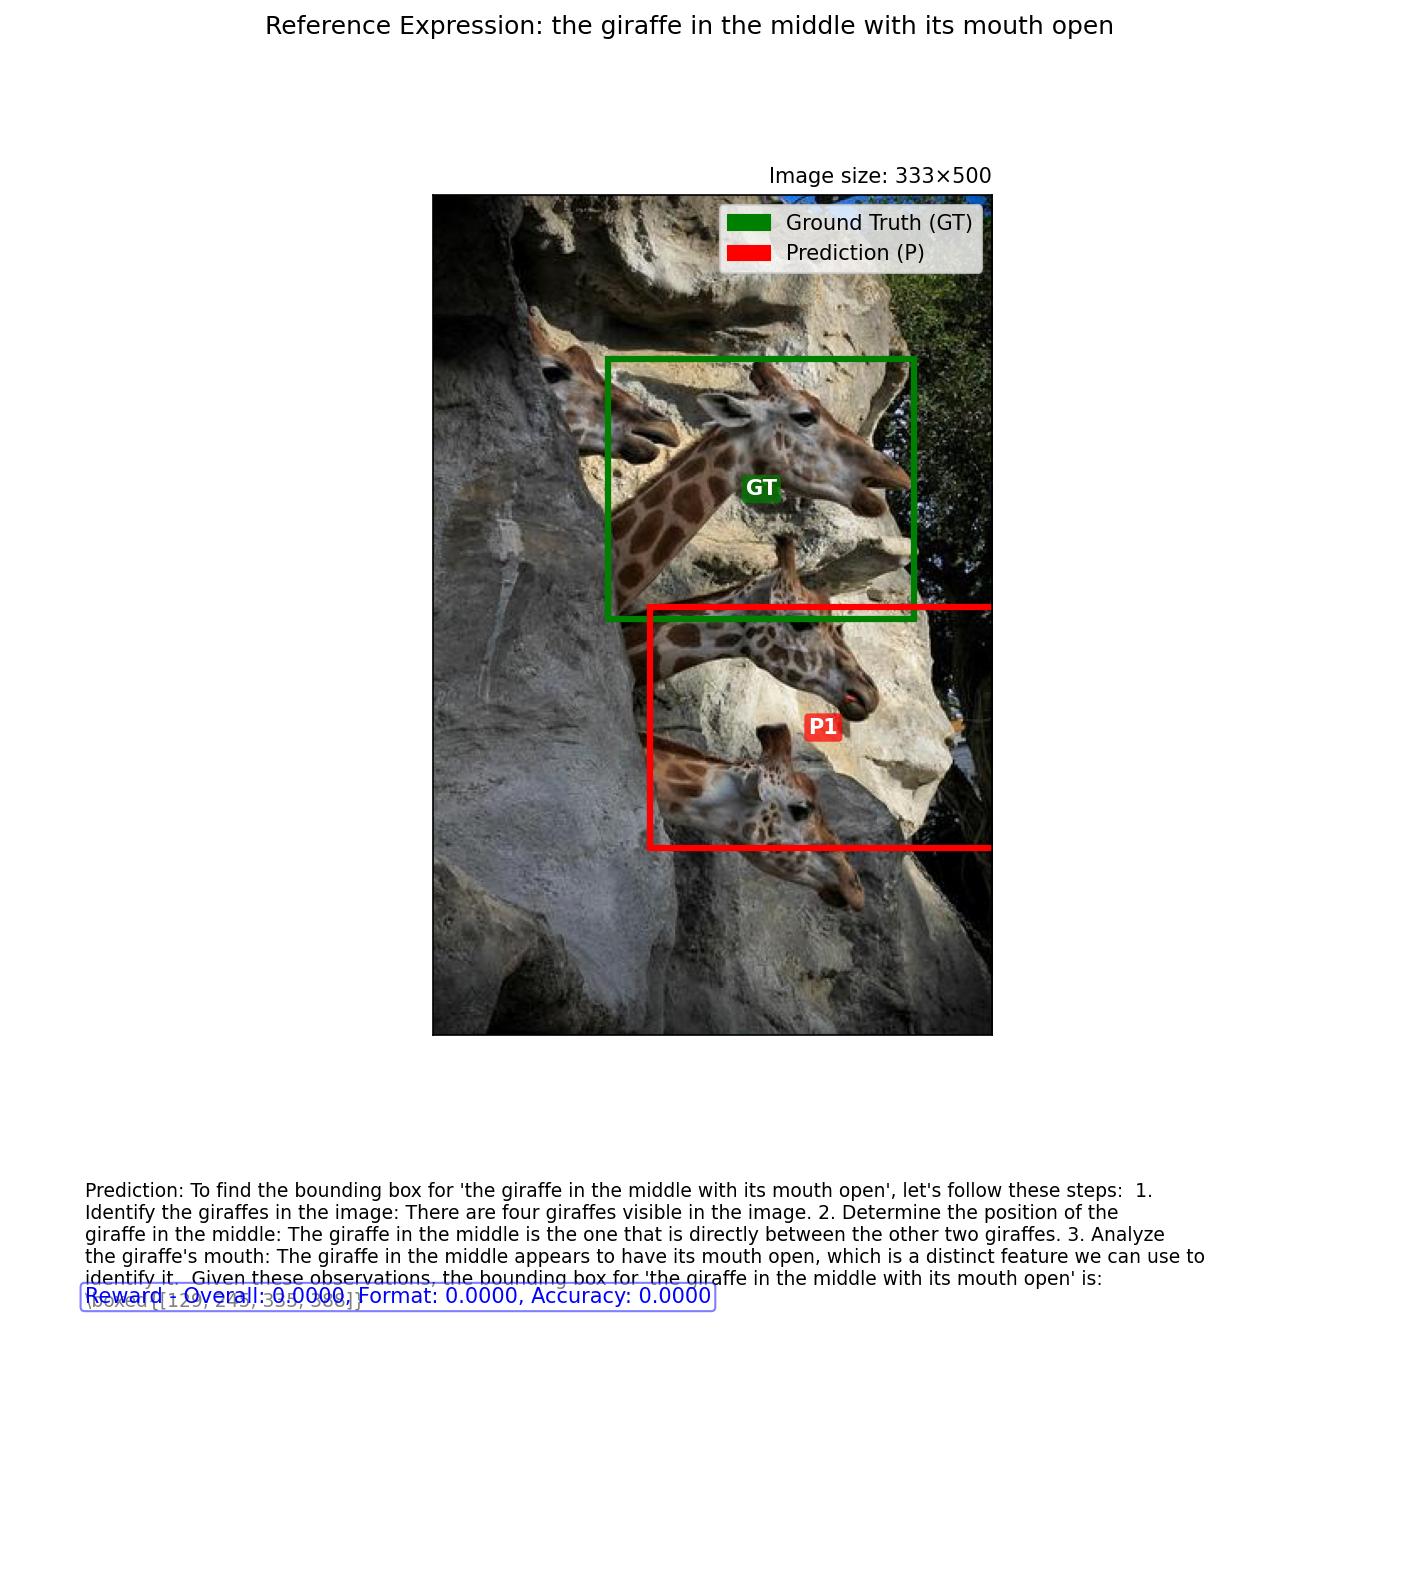 Reference Expression: the giraffe in the middle with its mouth open
Image size: 333×500
Ground Truth (GT)
Prediction (P)
GT
P1
Prediction: To find the bounding box for 'the giraffe in the middle with its mouth open', let's follow these steps:  1.
Identify the giraffes in the image: There are four giraffes visible in the image. 2. Determine the position of the
giraffe in the middle: The giraffe in the middle is the one that is directly between the other two giraffes. 3. Analyze
the giraffe's mouth: The giraffe in the middle appears to have its mouth open, which is a distinct feature we can use to
identify it.  Given these observations, the bounding box for 'the giraffe in the middle with its mouth open' is:
\boxed{[129, 245, 335, 388]}
Reward - Overall: 0.0000, Format: 0.0000, Accuracy: 0.0000